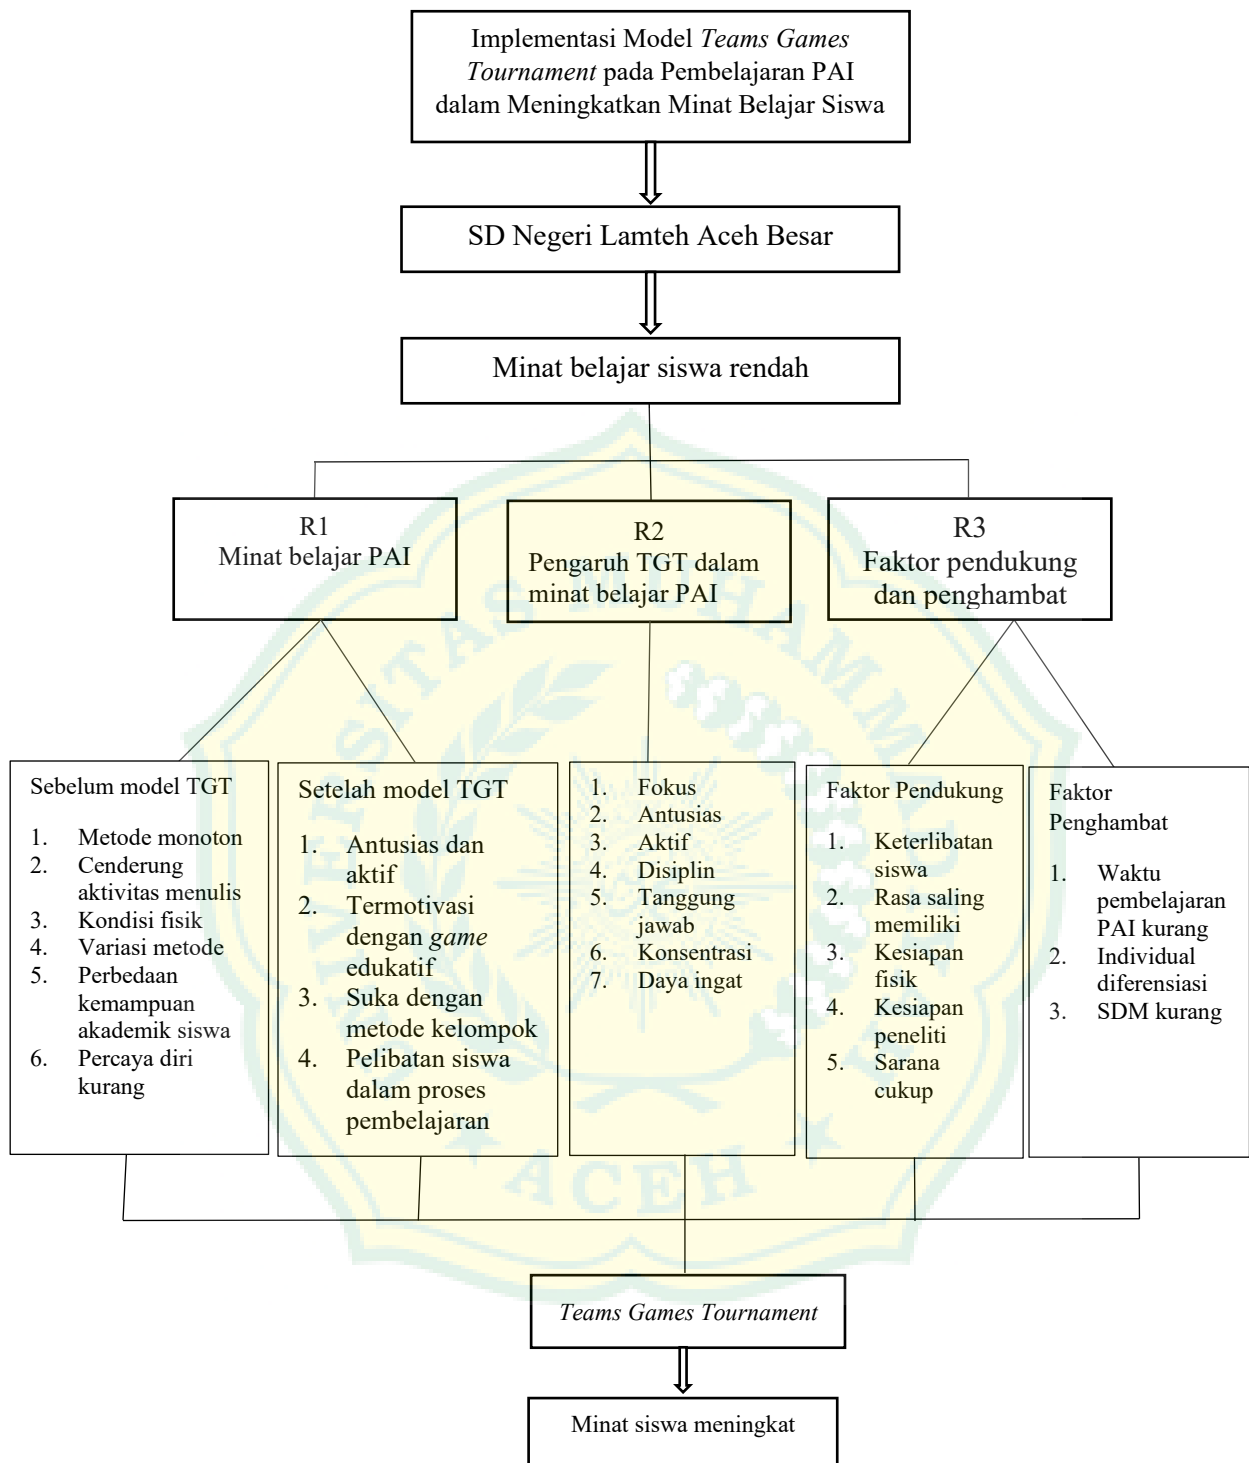 Implementasi Model Teams Games
Tournament pada Pembelajaran PAI
dalam Meningkatkan Minat Belajar Siswa
SD Negeri Lamteh Aceh Besar
Minat belajar siswa rendah
R1
Minat belajar PAI
R2
Pengaruh TGT dalam
minat belajar PAI
R3
Faktor pendukung
dan penghambat
Sebelum model TGT
1. Metode monoton
2. Cenderung
aktivitas menulis
3. Kondisi fisik
4. Variasi metode
5. Perbedaan
kemampuan
akademik siswa
6. Percaya diri
kurang
Setelah model TGT
1. Antusias dan
aktif
2. Termotivasi
dengan game
edukatif
3. Suka dengan
metode kelompok
4. Pelibatan siswa
dalam proses
pembelajaran
1. Fokus
2. Antusias
3. Aktif
4. Disiplin
5. Tanggung
jawab
6. Konsentrasi
7. Daya ingat
Faktor Pendukung
1. Keterlibatan
siswa
2. Rasa saling
memiliki
3. Kesiapan
fisik
4. Kesiapan
peneliti
5. Sarana
cukup
Faktor
Penghambat
1. Waktu
pembelajaran
PAI kurang
2. Individual
diferensiasi
3. SDM kurang
Teams Games Tournament
Minat siswa meningkat
UNIVERSITAS MUHAMMADIYAH
ACEH